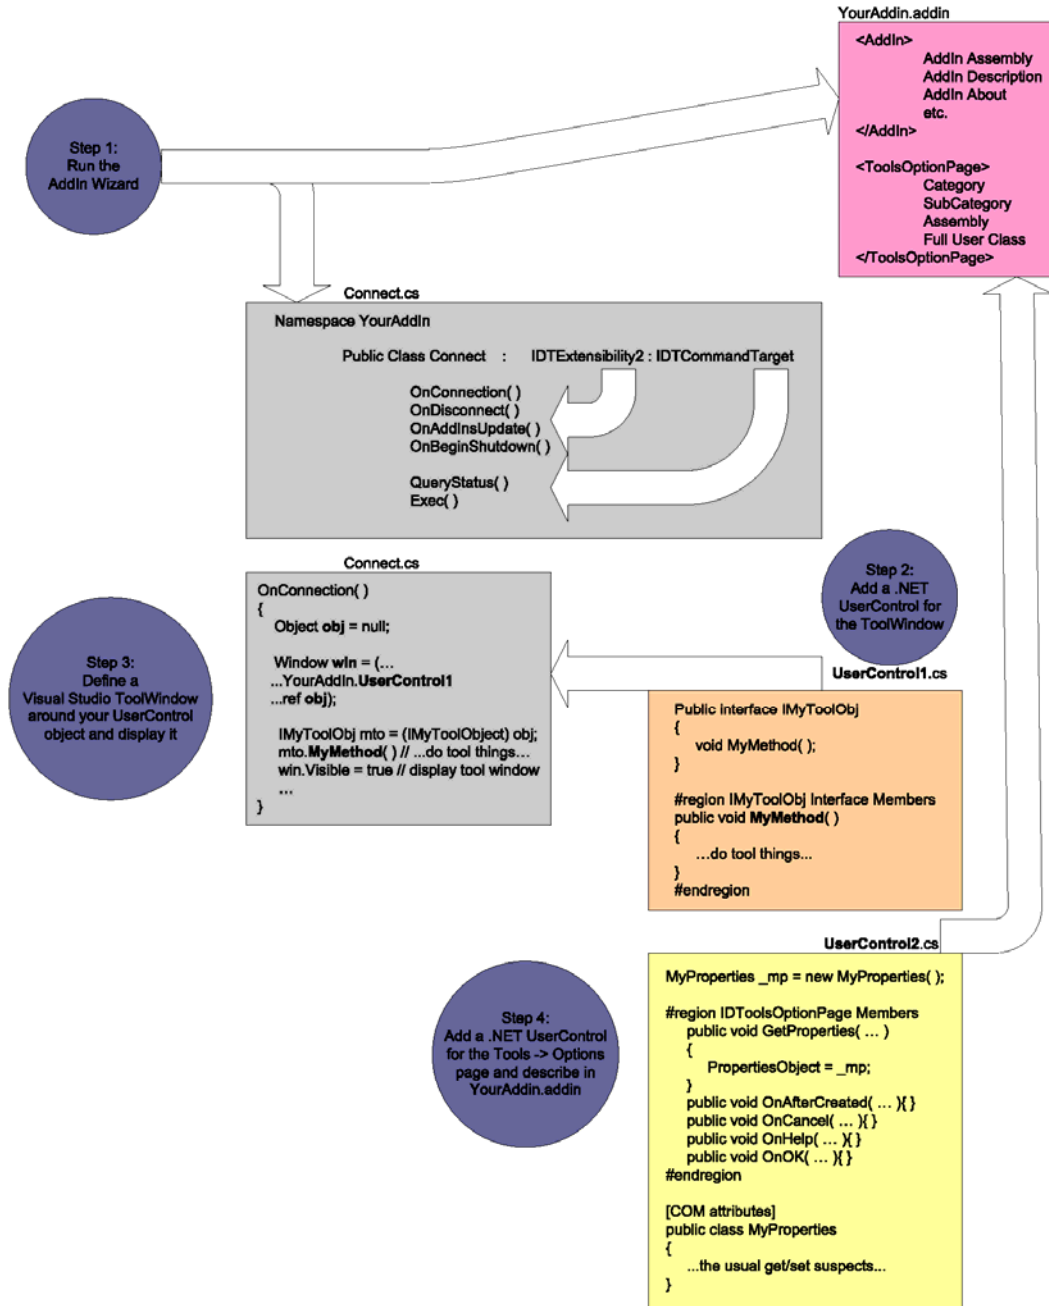 YourAddin.addin
<AddIn>
AddIn Assembly
AddIn Description
AddIn About
etc.
</AddIn>
<ToolsOptionPage>
Category
SubCategory
Assembly
Full User Class
</ToolsOptionPage>
Step 1:
Run the
AddIn Wizard
Connect.cs
Namespace YourAddIn
Public Class Connect : IDTExtensibility2 : IDTCommandTarget
OnConnection( )
OnDisconnect( )
OnAddInsUpdate( )
OnBeginShutdown( )
QueryStatus( )
Exec( )
Step 2:
Add a .NET
UserControl for
the ToolWindow
Connect.cs
OnConnection( )
{
Object obj = null;
Window win = (...
...YourAddIn.UserControl1
...ref obj);
IMyToolObj mto = (IMyToolObject) obj;
mto.MyMethod( ) // ...do tool things...
win.Visible = true // display tool window
...
}
Step 3:
Define a
Visual Studio ToolWindow
around your UserControl
object and display it
UserControl1.cs
Public interface IMyToolObj
{
void MyMethod( );
}
#region IMyToolObj Interface Members
public void MyMethod( )
{
...do tool things...
}
#endregion
UserControl2.cs
MyProperties _mp = new MyProperties( );
#region IDToolsOptionPage Members
public void GetProperties( ... )
{
PropertiesObject = _mp;
}
public void OnAfterCreated( ... ){ }
public void OnCancel( ... ){ }
public void OnHelp( ... ){ }
public void OnOK( ... ){ }
#endregion
[COM attributes]
public class MyProperties
{
...the usual get/set suspects...
}
Step 4:
Add a .NET UserControl
for the Tools -> Options
page and describe in
YourAddin.addin